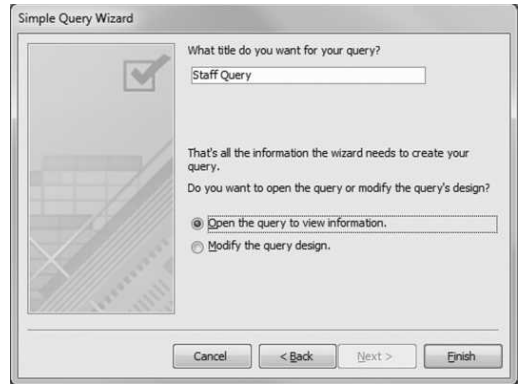 Simple Query Wizard
What title do you want for your query?
Staff Query
That's all the information the wizard needs to create your
query.
Do you want to open the query or modify the query's design?
Open the query to view information.
Modify the query design.
Cancel
< Back
Next >
Finish